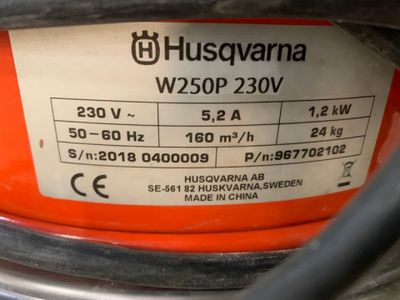 Husqvarna
W250P 230V
230 V ~ 5,2 A 1,2 kW
50–60 Hz 160 m³/h 24 kg
S/n:2018 0400009 P/n:967702102
HUSQVARNA AB
SE-561 82 HUSKVARNA,SWEDEN
MADE IN CHINA
CE